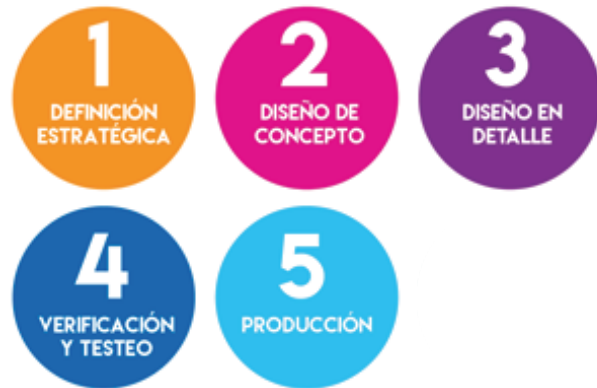 1
DEFINICIÓN
ESTRATÉGICA
2
DISEÑO DE
CONCEPTO
3
DISEÑO EN
DETALLE
4
VERIFICACIÓN
Y TESTEO
5
PRODUCCIÓN